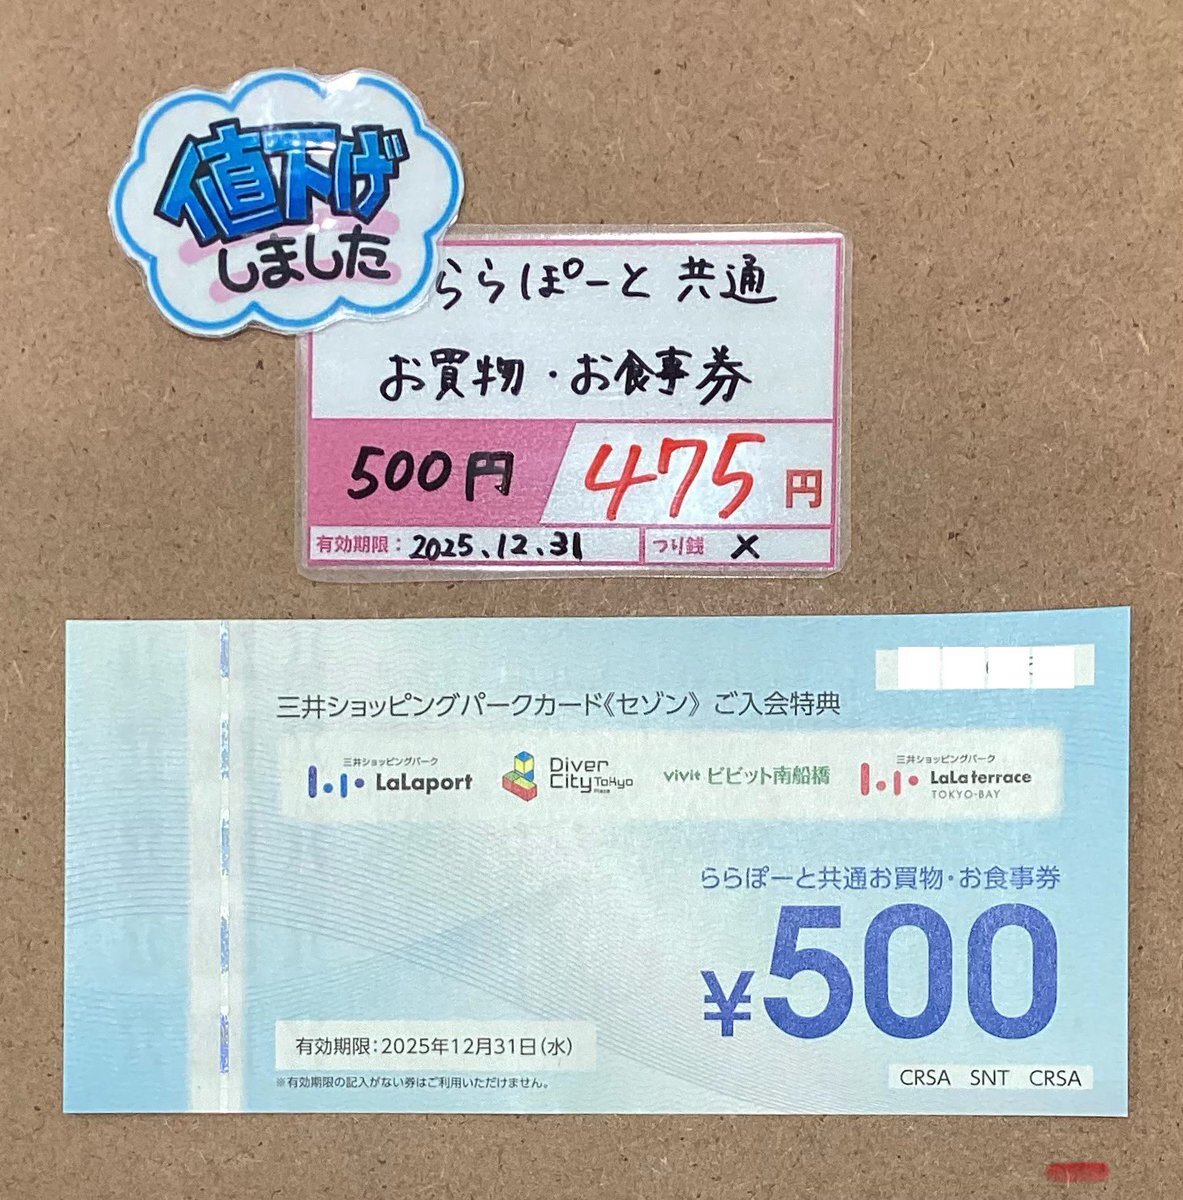 値下げ
しました
ららぽーと 共通
お買物・お食事券
500円 475円
有効期限：2025.12.31 つり銭 ×
三井ショッピングパークカード《セゾン》ご入会特典
三井ショッピングパーク LaLaport
Diver City Tokyo Plaza
vivit ビビット南船橋
三井ショッピングパーク LaLa terrace TOKYO-BAY
ららぽーと共通お買物・お食事券
¥500
有効期限：2025年12月31日(水)
※有効期限の記入がない券はご利用いただけません。
CRSA SNT CRSA